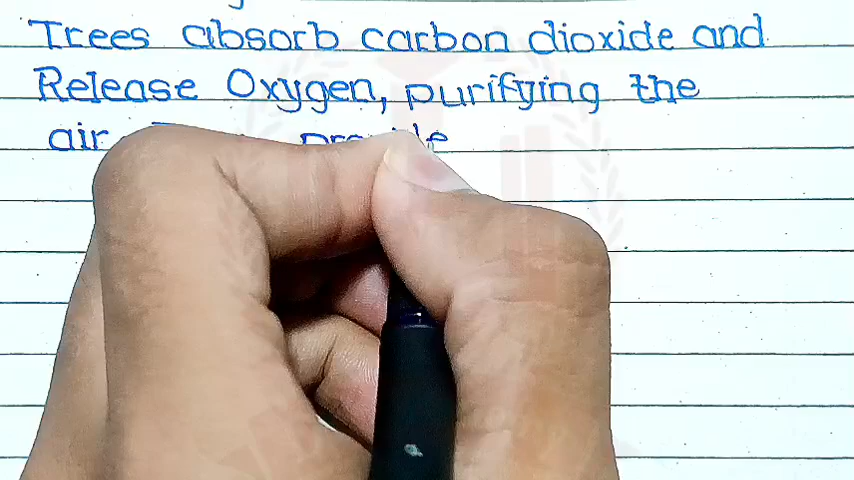 Trees absorb carbon dioxide and
Release Oxygen, purifying the
air